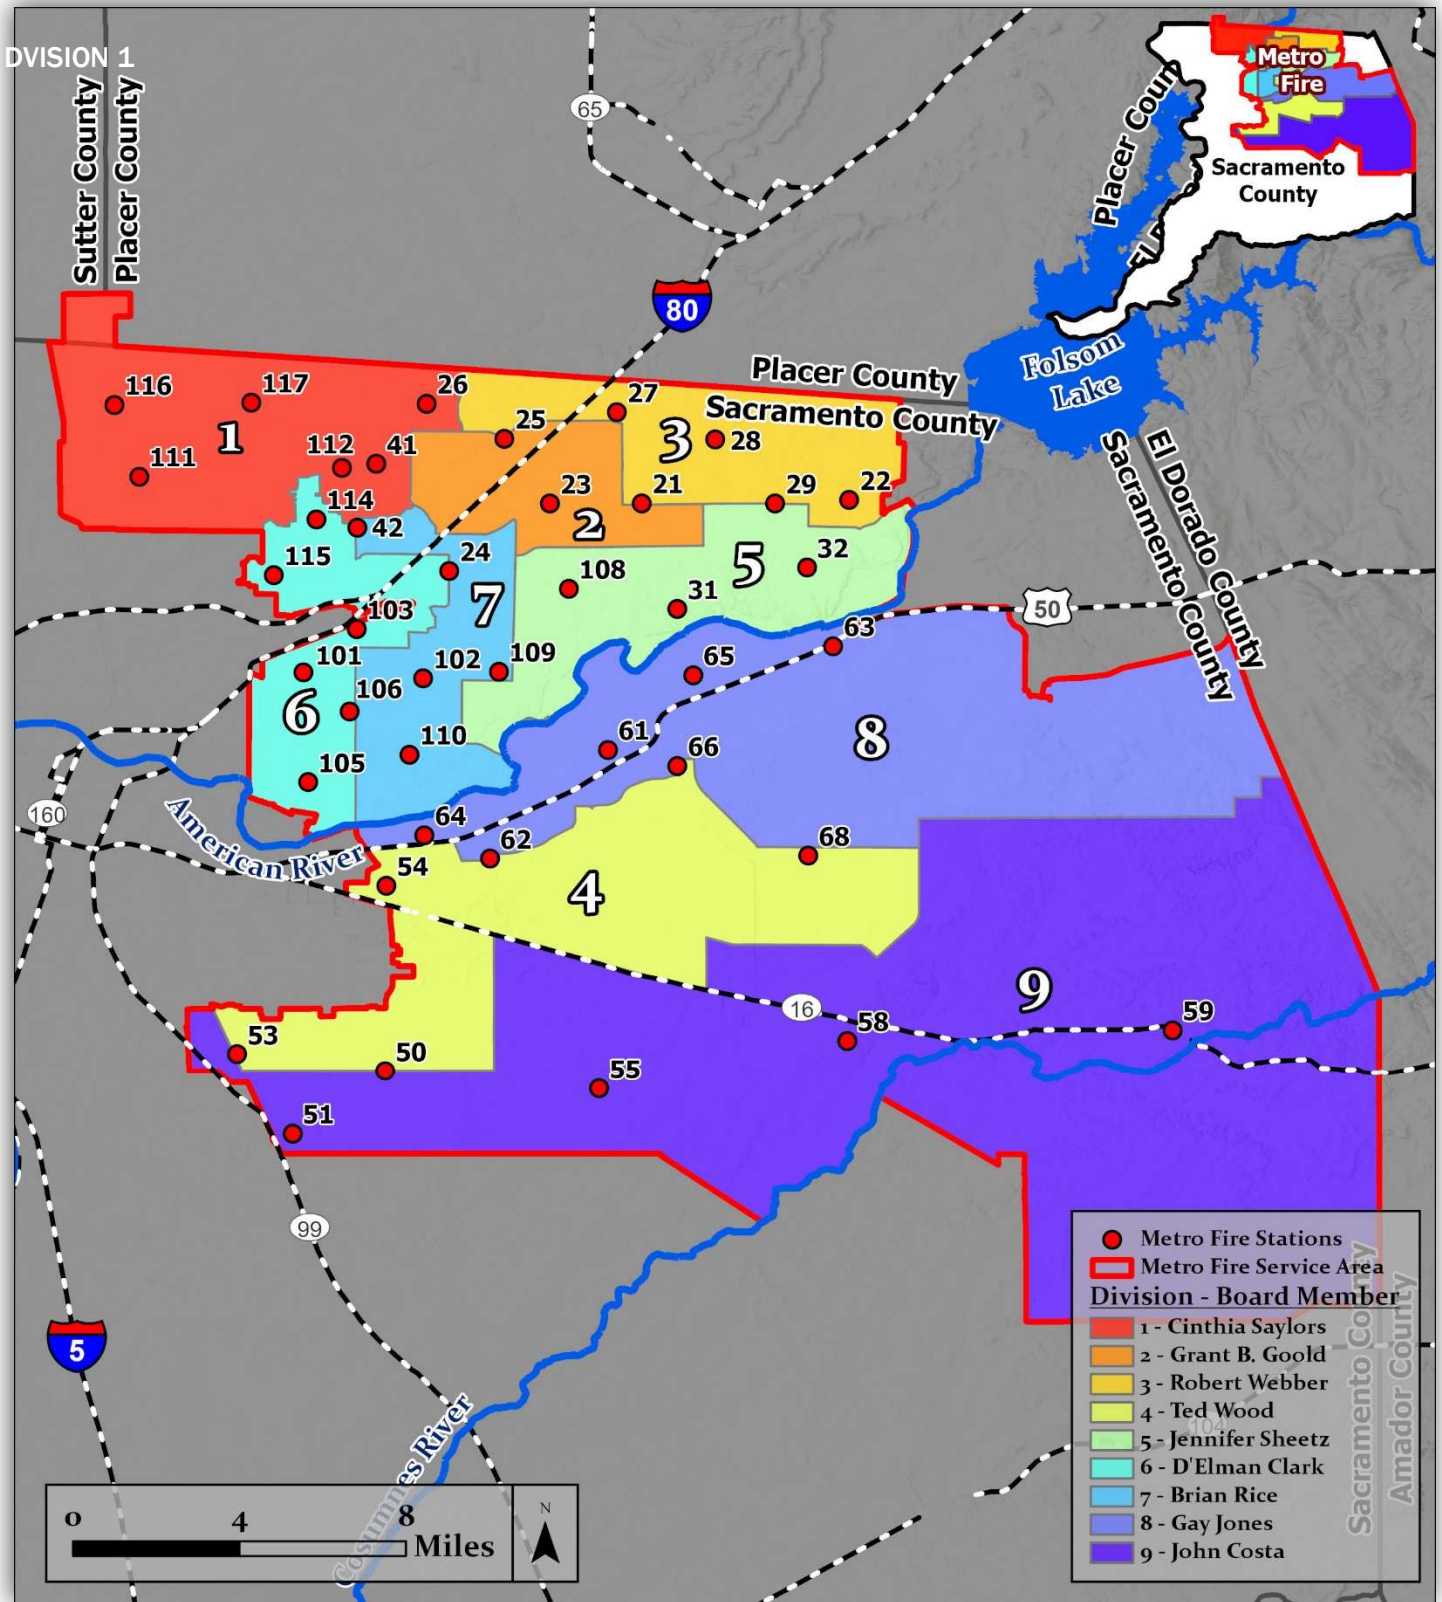 DVISION 1
Sutter County
Placer County
65
80
Placer Coun
El D
Metro
Fire
Sacramento
County
Folsom
Lake
Placer County
Sacramento County
El Dorado County
Sacramento County
116
117
26
27
25
1
3
28
112
41
111
23
21
29
22
114
42
2
115
24
108
5
32
7
31
103
50
63
101
102
109
65
106
6
61
66
8
110
105
160
American River
64
62
68
54
4
9
16
53
58
59
50
55
51
99
5
Cosumnes River
Metro Fire Stations
Metro Fire Service Area
Division - Board Member
1 - Cinthia Saylors
2 - Grant B. Goold
3 - Robert Webber
4 - Ted Wood
5 - Jennifer Sheetz
6 - D'Elman Clark
7 - Brian Rice
8 - Gay Jones
9 - John Costa
104
Sacramento County
Amador County
0 4 8
Miles
N